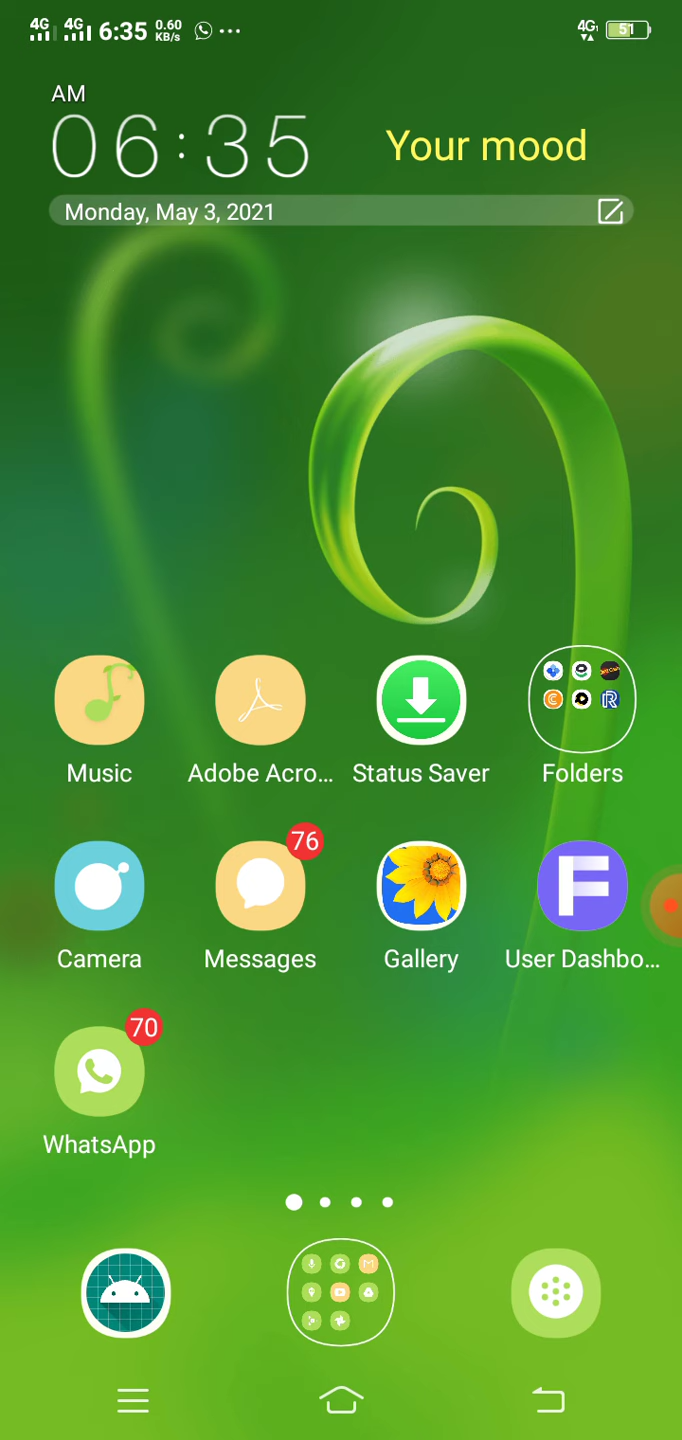 4G 4G 6:35 0.60 KB/s 4G 51
AM
06:35
Your mood
Monday, May 3, 2021
Music Adobe Acro... Status Saver Folders
76
Camera Messages Gallery User Dashbo...
70
WhatsApp